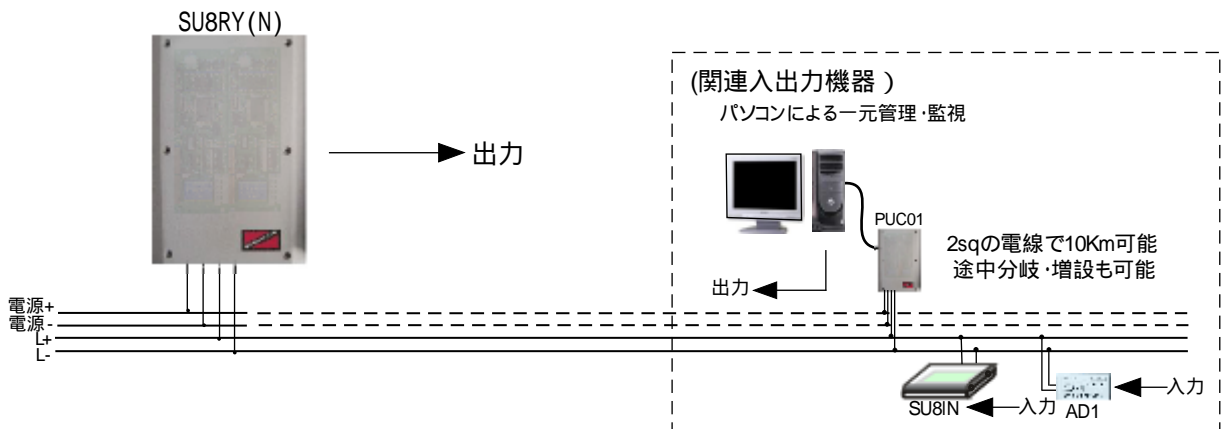 SU8RY(N)
出力
(関連入出力機器)
パソコンによる一元管理・監視
PUC01
2sqの電線で10Km可能
途中分岐・増設も可能
出力
電源+
電源-
L+
L-
SU8IN
入力
AD1
入力